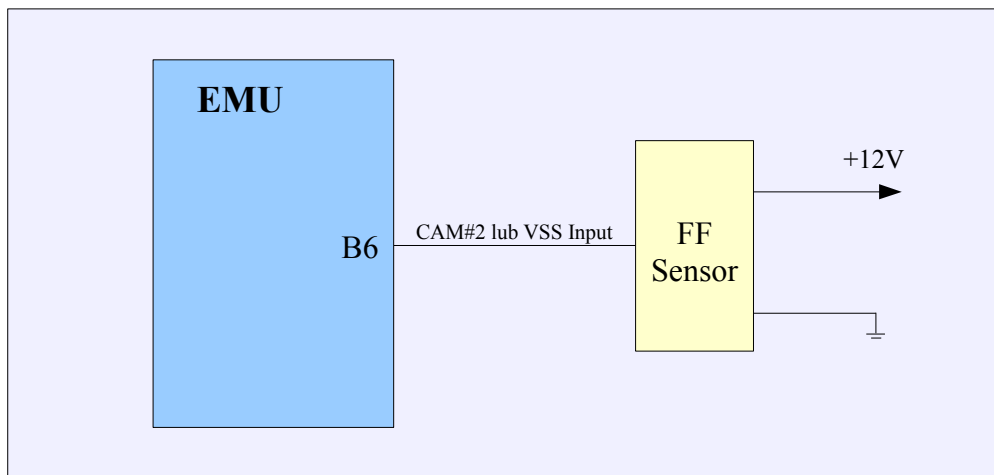 EMU
+12V
B6
CAM#2 lub VSS Input
FF
Sensor